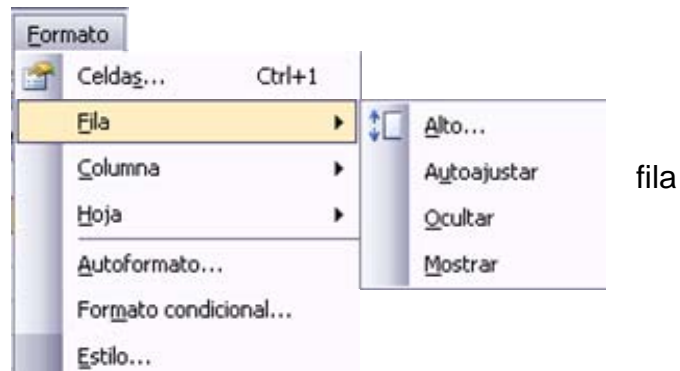 Formato
Celdas... Ctrl+1
Fila
Columna
Hoja
Autoformato...
Formato condicional...
Estilo...
Alto...
Autoajustar
Ocultar
Mostrar
fila